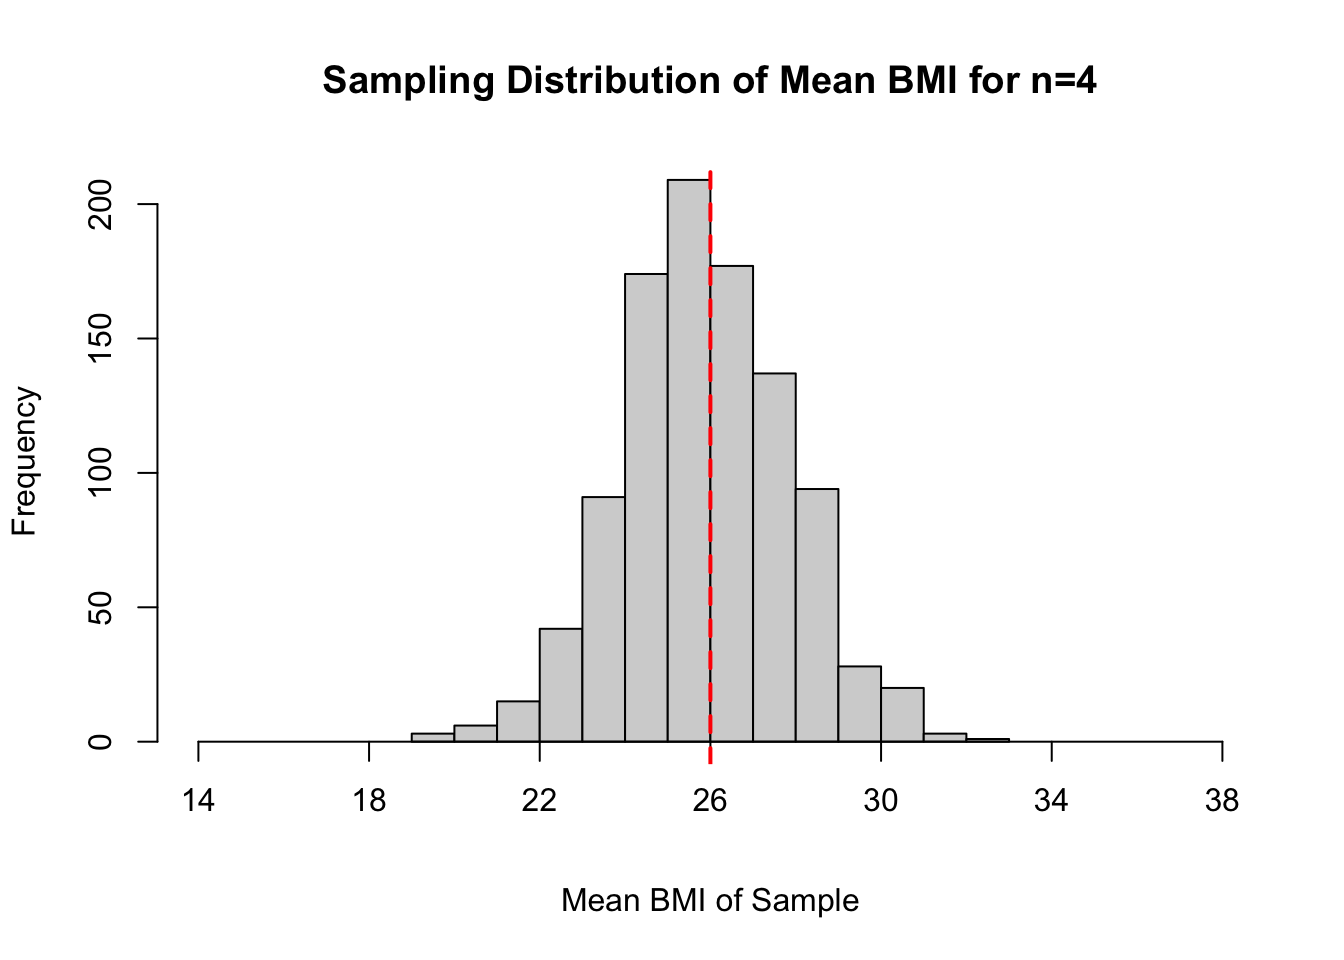 Sampling Distribution of Mean BMI for n=4
Frequency
200
150
100
50
0
14 18 22 26 30 34 38
Mean BMI of Sample